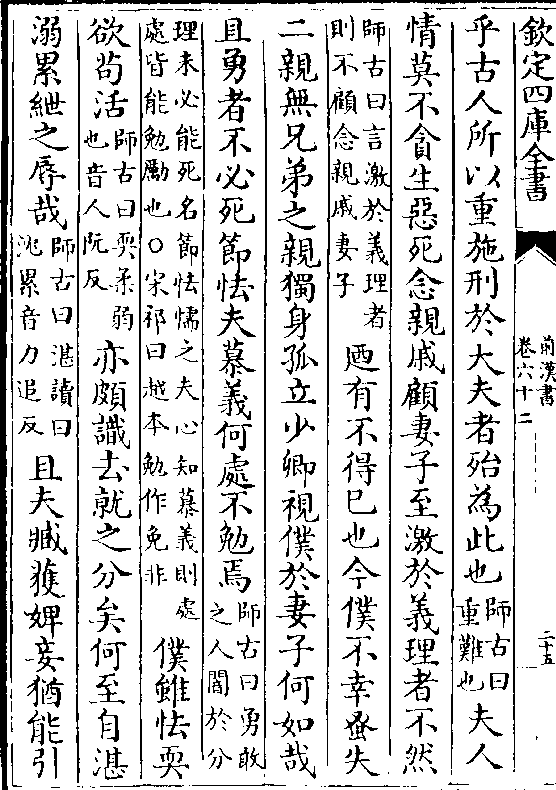 欽定四庫全書
前漢書
卷六十二
二十五
乎古人所以重施刑於大夫者殆為此也師古曰重難也夫人
情莫不貪生惡死念親戚顧妻子至激於義理者不然
師古曰言激於義理者則不顧念親戚妻子廼有不得已也今僕不幸蚤失
二親無兄弟之親獨身孤立少卿視僕於妻子何如哉
且勇者不必死節怯夫慕義何處不勉焉師古曰勇敢之人闇於分
理未必能死名節怯懦之夫心知慕義則處處皆能勉勵也○宋祁曰越本勉作免非僕雖怯耎
欲茍活師古曰耎柔弱也音人阮反亦頗識去就之分矣何至自湛
溺累紲之辱哉師古曰湛讀曰沈累音力追反且夫臧獲婢妾猶能引